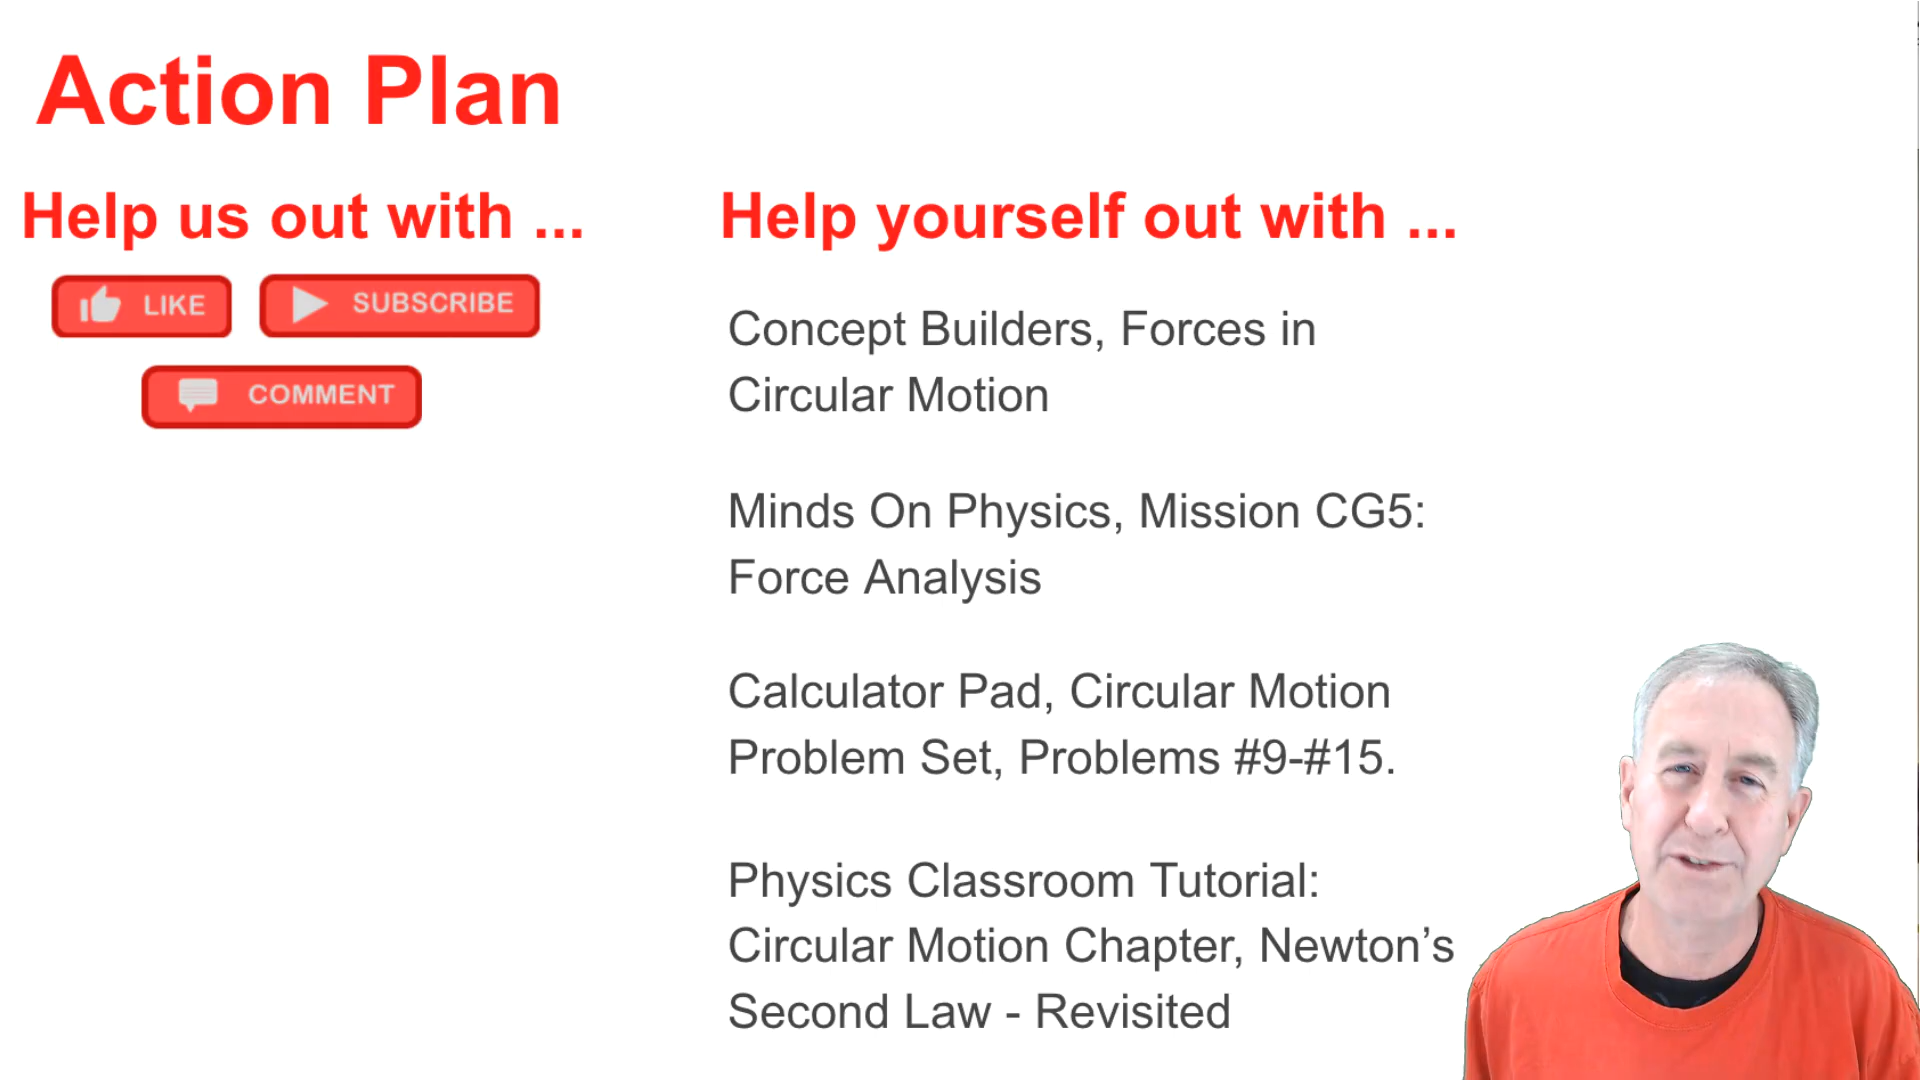 Action Plan
Help us out with ...
LIKE
SUBSCRIBE
COMMENT
Help yourself out with ...
Concept Builders, Forces in
Circular Motion
Minds On Physics, Mission CG5:
Force Analysis
Calculator Pad, Circular Motion
Problem Set, Problems #9-#15.
Physics Classroom Tutorial:
Circular Motion Chapter, Newton’s
Second Law - Revisited